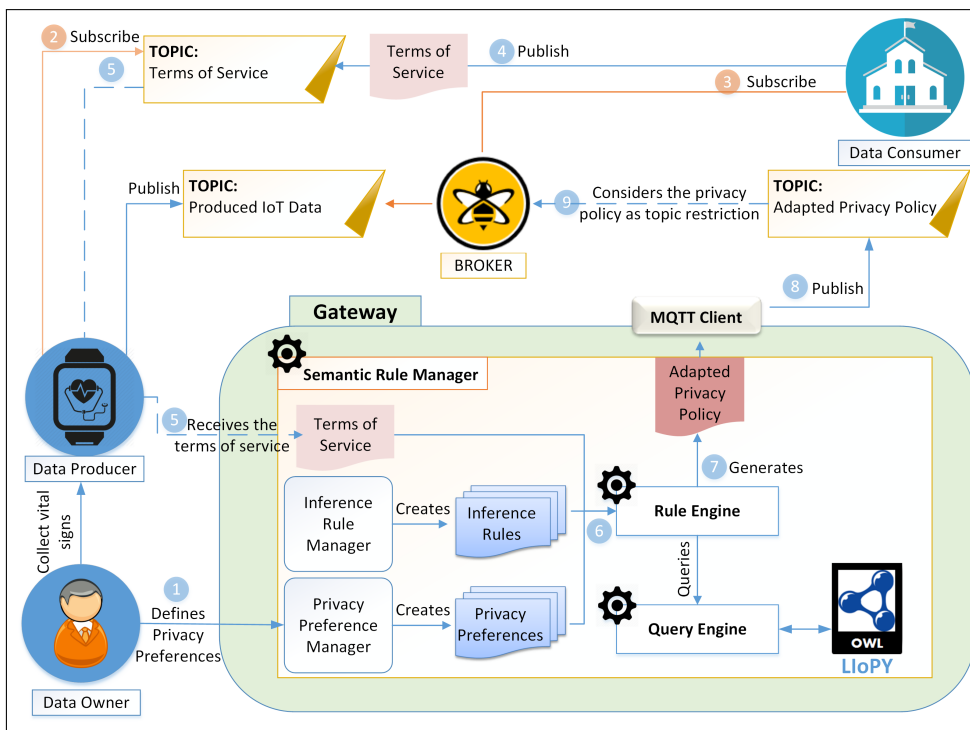 2 Subscribe
TOPIC:
Terms of Service
5
Terms of
Service
4 Publish
3 Subscribe
Data Consumer
Publish
TOPIC:
Produced IoT Data
BROKER
Considers the privacy
9
policy as topic restriction
TOPIC:
Adapted Privacy Policy
8 Publish
Gateway
MQTT Client
Semantic Rule Manager
Adapted
Privacy
Policy
Data Producer
5 Receives the
terms of service
Terms of
Service
7 Generates
Collect vital
signs
Inference
Rule
Manager
Creates
Inference
Rules
6
Rule Engine
Queries
1
Defines
Privacy
Preferences
Privacy
Preference
Manager
Creates
Privacy
Preferences
Query Engine
OWL
LIoPY
Data Owner